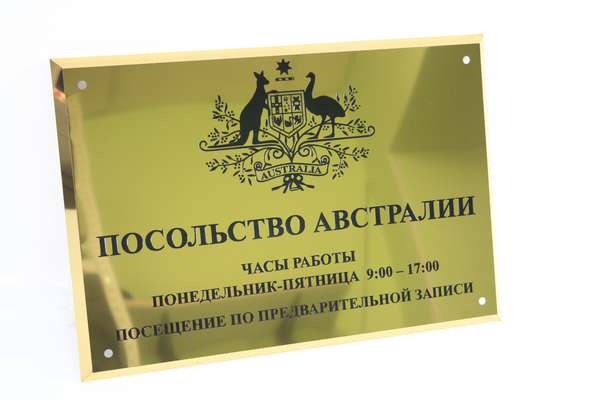 AUSTRALIA
ПОСОЛЬСТВО АВСТРАЛИИ
ЧАСЫ РАБОТЫ
ПОНЕДЕЛЬНИК-ПЯТНИЦА 9:00 – 17:00
ПОСЕЩЕНИЕ ПО ПРЕДВАРИТЕЛЬНОЙ ЗАПИСИ